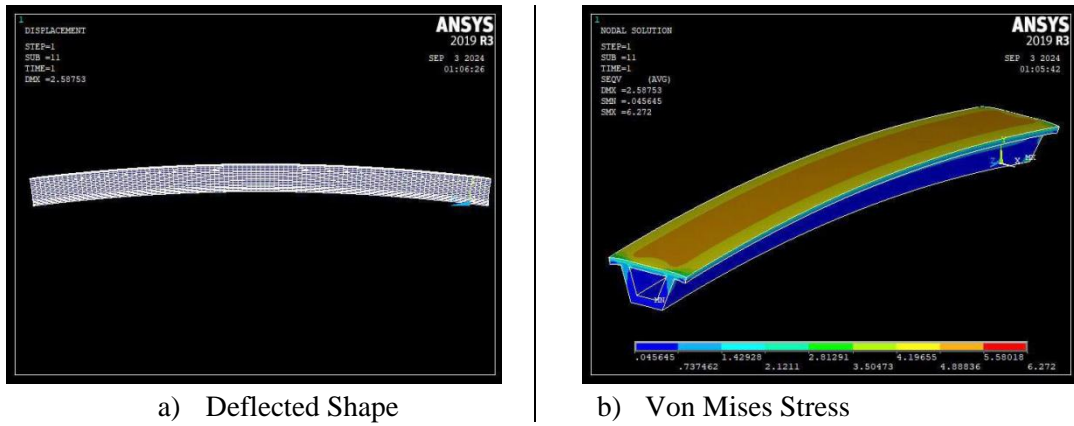 1
DISPLACEMENT
STEP=1
SUB =11
TIME=1
DMX =2.58753
ANSYS
2019 R3
SEP 3 2024
01:06:26
a) Deflected Shape
1
NODAL SOLUTION
STEP=1
SUB =11
TIME=1
SEQV (AVG)
DMX =2.58753
SMN =.045645
SMX =6.272
ANSYS
2019 R3
SEP 3 2024
01:05:42
Y
Z X MX
MN
.045645 1.42928 2.81291 4.19655 5.58018
.737462 2.1211 3.50473 4.88836 6.272
b) Von Mises Stress